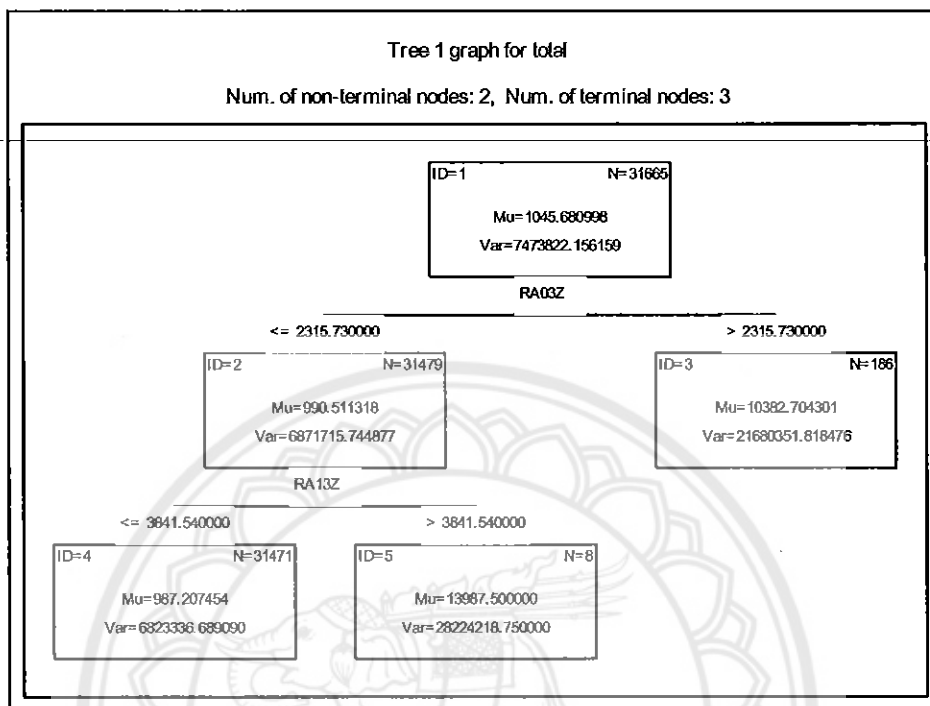 Tree 1 graph for total
Num. of non-terminal nodes: 2, Num. of terminal nodes: 3
ID=1 N=31665
Mu=1045.680998
Var=7473822.156159
RA03Z
<= 2315.730000 > 2315.730000
ID=2 N=31479 ID=3 N=186
Mu=990.511318 Mu=10382.704301
Var=6871715.744877 Var=21680351.818476
RA13Z
<= 3841.540000 > 3841.540000
ID=4 N=31471 ID=5 N=8
Mu=987.207454 Mu=13987.500000
Var=6823336.689090 Var=28224218.750000